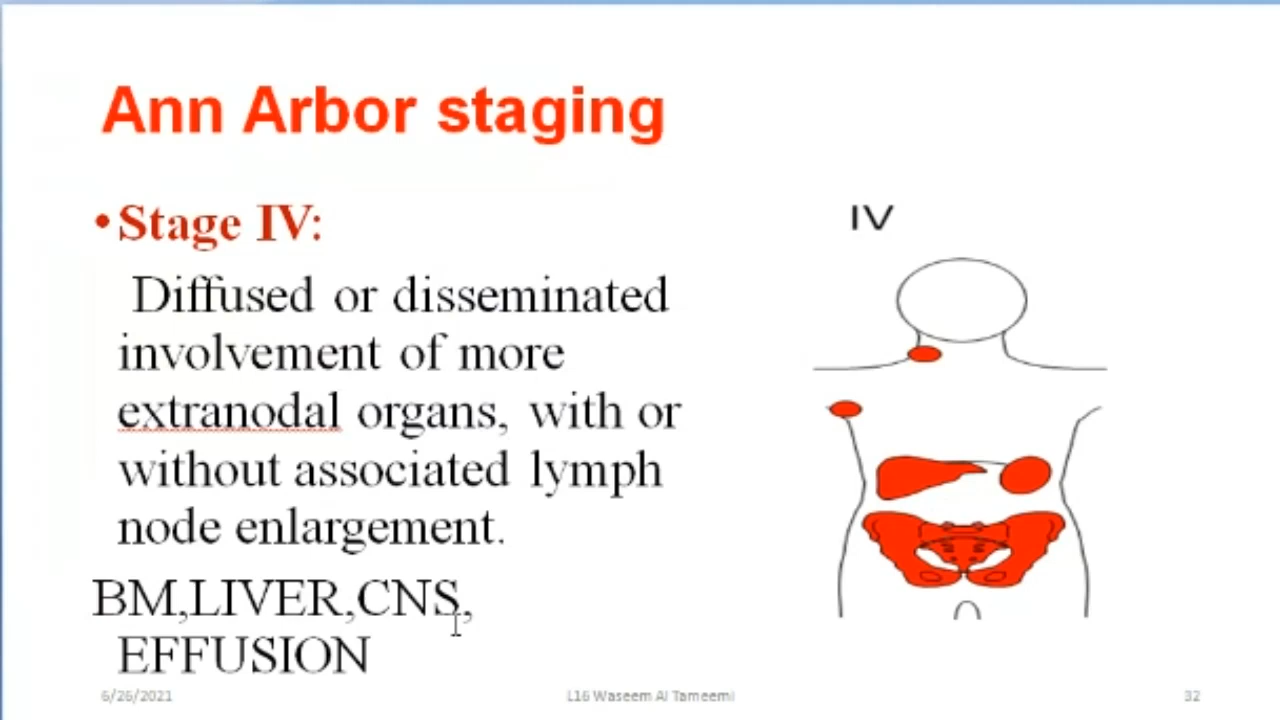 Ann Arbor staging
•Stage IV:
Diffused or disseminated
involvement of more
extranodal organs, with or
without associated lymph
node enlargement.
BM,LIVER,CNS,
EFFUSION
IV
6/26/2021
L16 Waseem Al Tameemi
32